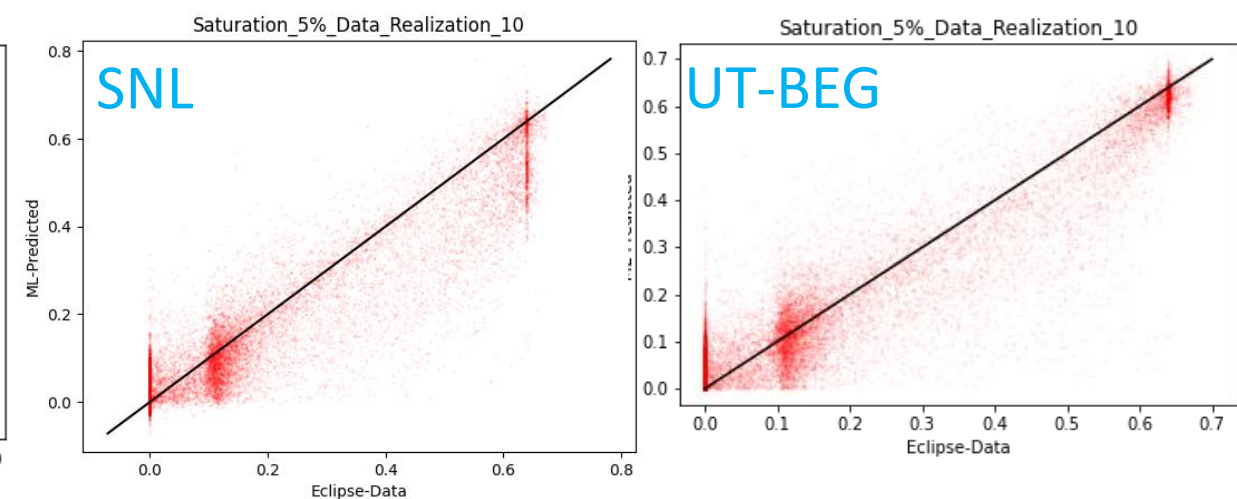 Saturation_5%_Data_Realization_10
SNL
ML-Predicted
0.8
0.6
0.4
0.2
0.0
0.0 0.2 0.4 0.6 0.8
Eclipse-Data
Saturation_5%_Data_Realization_10
UT-BEG
0.7
0.6
0.5
0.4
0.3
0.2
0.1
0.0
0.0 0.1 0.2 0.3 0.4 0.5 0.6 0.7
Eclipse-Data